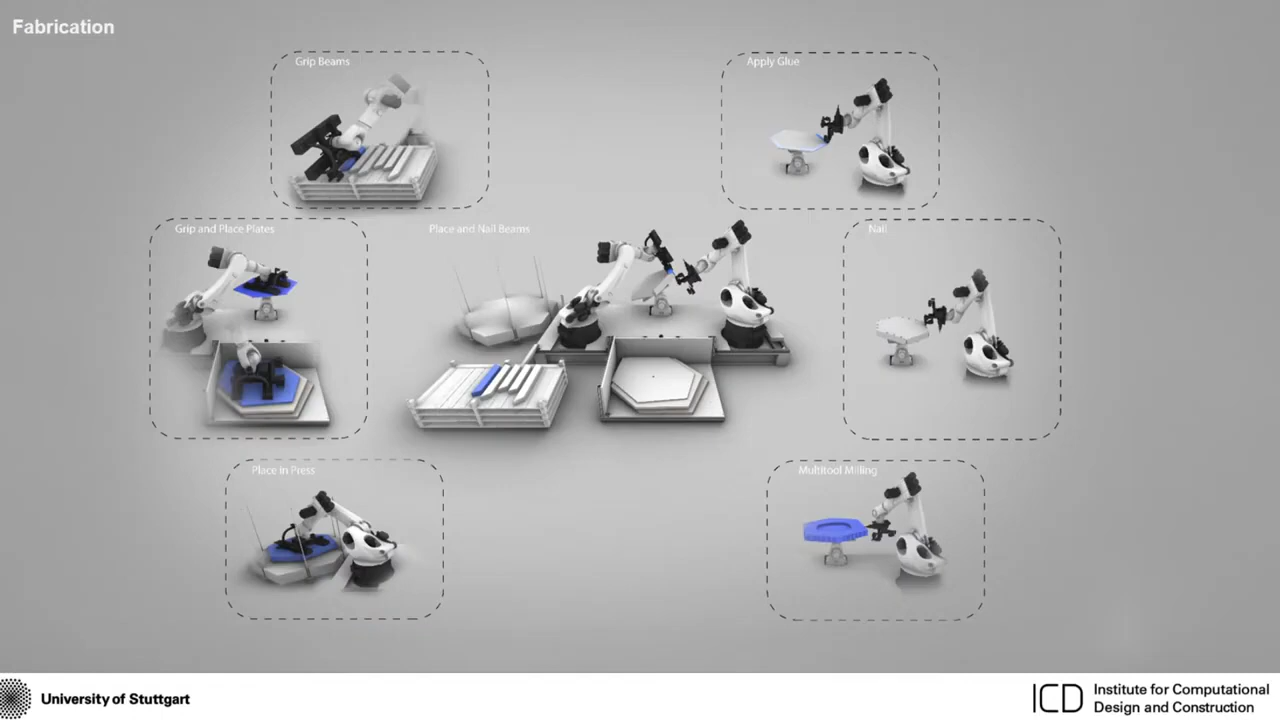 Fabrication
Grip Beams
Apply Glue
Grip and Place Plates
Place and Nail Beams
Nail
Place in Press
Multitool Milling
University of Stuttgart
ICD
Institute for Computational
Design and Construction